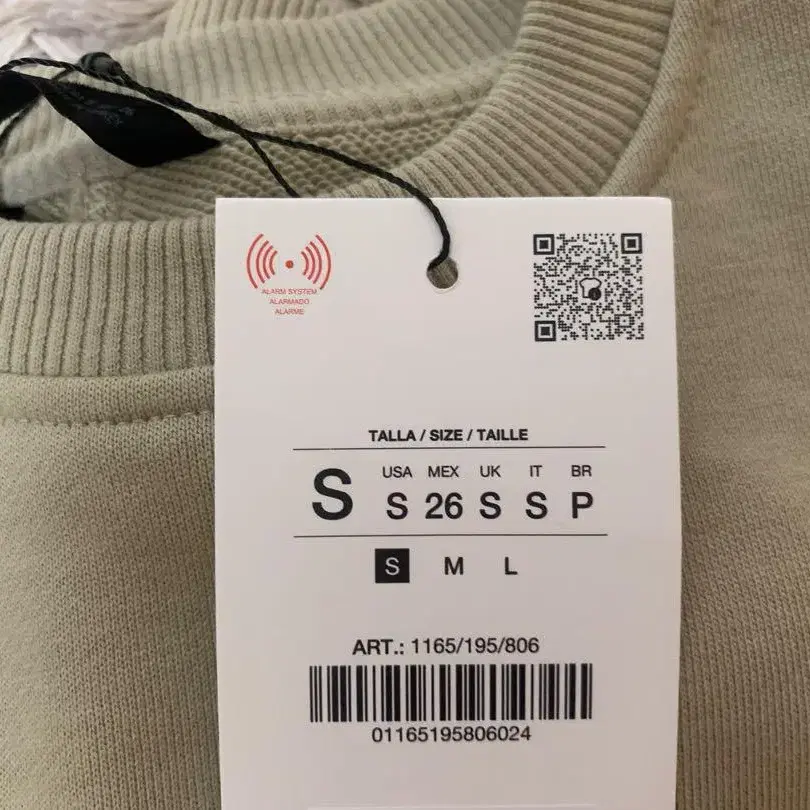 ALARM SYSTEM
ALARMADO
ALARME
TALLA / SIZE / TAILLE
S
USA MEX UK IT BR
S 26 S S P
S M L
ART.: 1165/195/806
01165195806024